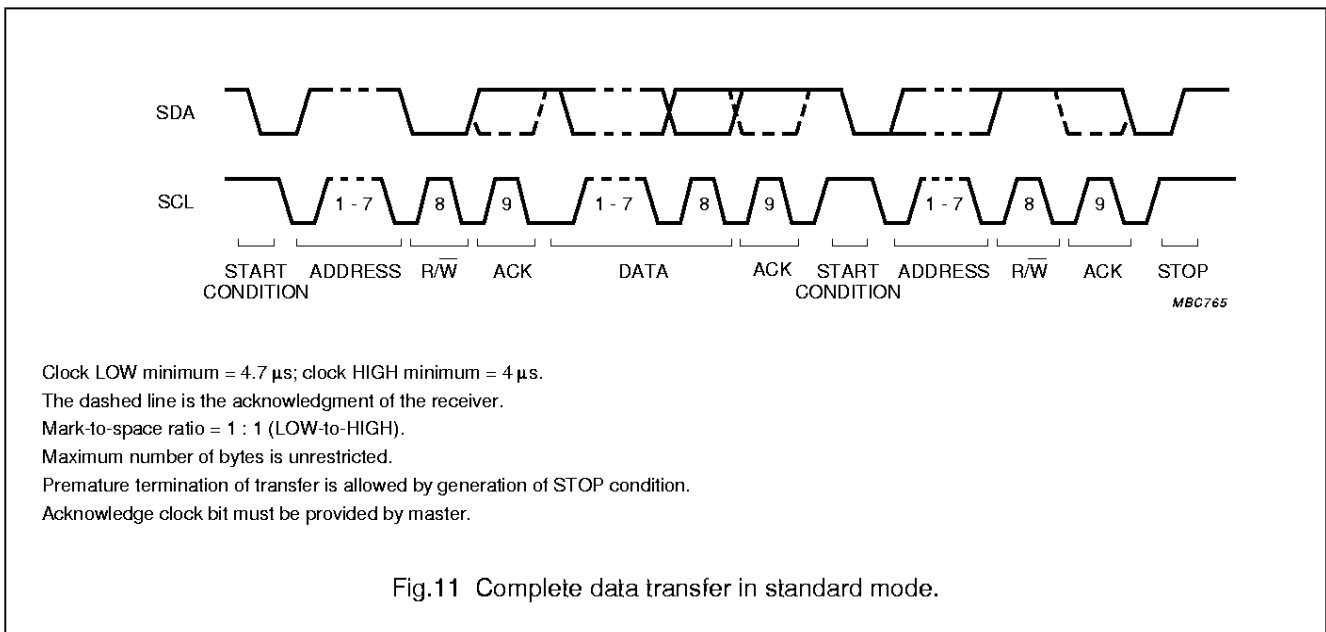 SDA
SCL
1 - 7 8 9 1 - 7 8 9 1 - 7 8 9
START CONDITION ADDRESS R/W̅ ACK DATA ACK START CONDITION ADDRESS R/W̅ ACK STOP
MBC765
Clock LOW minimum = 4.7 µs; clock HIGH minimum = 4 µs.
The dashed line is the acknowledgment of the receiver.
Mark-to-space ratio = 1 : 1 (LOW-to-HIGH).
Maximum number of bytes is unrestricted.
Premature termination of transfer is allowed by generation of STOP condition.
Acknowledge clock bit must be provided by master.
Fig.11 Complete data transfer in standard mode.